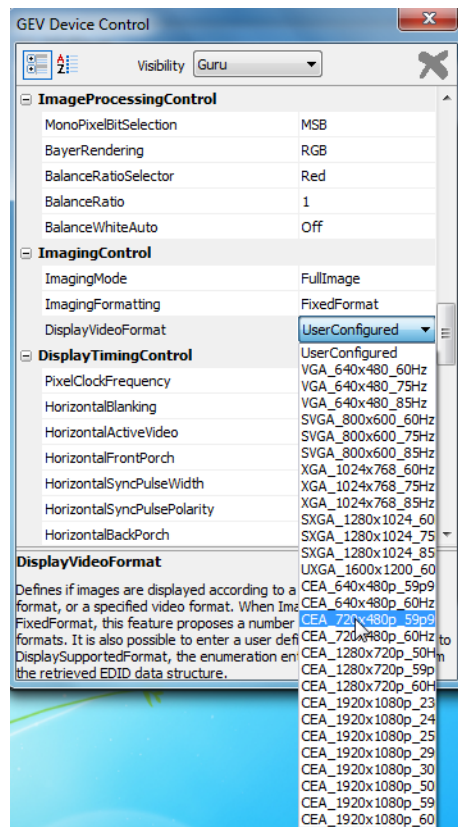 GEV Device Control
Visibility Guru
ImageProcessingControl
MonoPixelBitSelection MSB
BayerRendering RGB
BalanceRatioSelector Red
BalanceRatio 1
BalanceWhiteAuto Off
ImagingControl
ImagingMode FullImage
ImagingFormatting FixedFormat
DisplayVideoFormat UserConfigured
DisplayTimingControl
PixelClockFrequency
HorizontalBlanking
HorizontalActiveVideo
HorizontalFrontPorch
HorizontalSyncPulseWidth
HorizontalSyncPulsePolarity
HorizontalBackPorch
UserConfigured
VGA_640x480_60Hz
VGA_640x480_75Hz
VGA_640x480_85Hz
SVGA_800x600_60Hz
SVGA_800x600_75Hz
SVGA_800x600_85Hz
XGA_1024x768_60Hz
XGA_1024x768_75Hz
XGA_1024x768_85Hz
SXGA_1280x1024_60
SXGA_1280x1024_75
SXGA_1280x1024_85
UXGA_1600x1200_60
CEA_640x480p_59p9
CEA_640x480p_60Hz
CEA_720x480p_59p9
CEA_720x480p_60Hz
CEA_1280x720p_50H
CEA_1280x720p_59p
CEA_1280x720p_60H
CEA_1920x1080p_23
CEA_1920x1080p_24
CEA_1920x1080p_25
CEA_1920x1080p_29
CEA_1920x1080p_30
CEA_1920x1080p_50
CEA_1920x1080p_59
CEA_1920x1080p_60
DisplayVideoFormat
Defines if images are displayed according to a
format, or a specified video format. When Ima
FixedFormat, this feature proposes a number
formats. It is also possible to enter a user defi to
DisplaySupportedFormat, the enumeration en m
the retrieved EDID data structure.